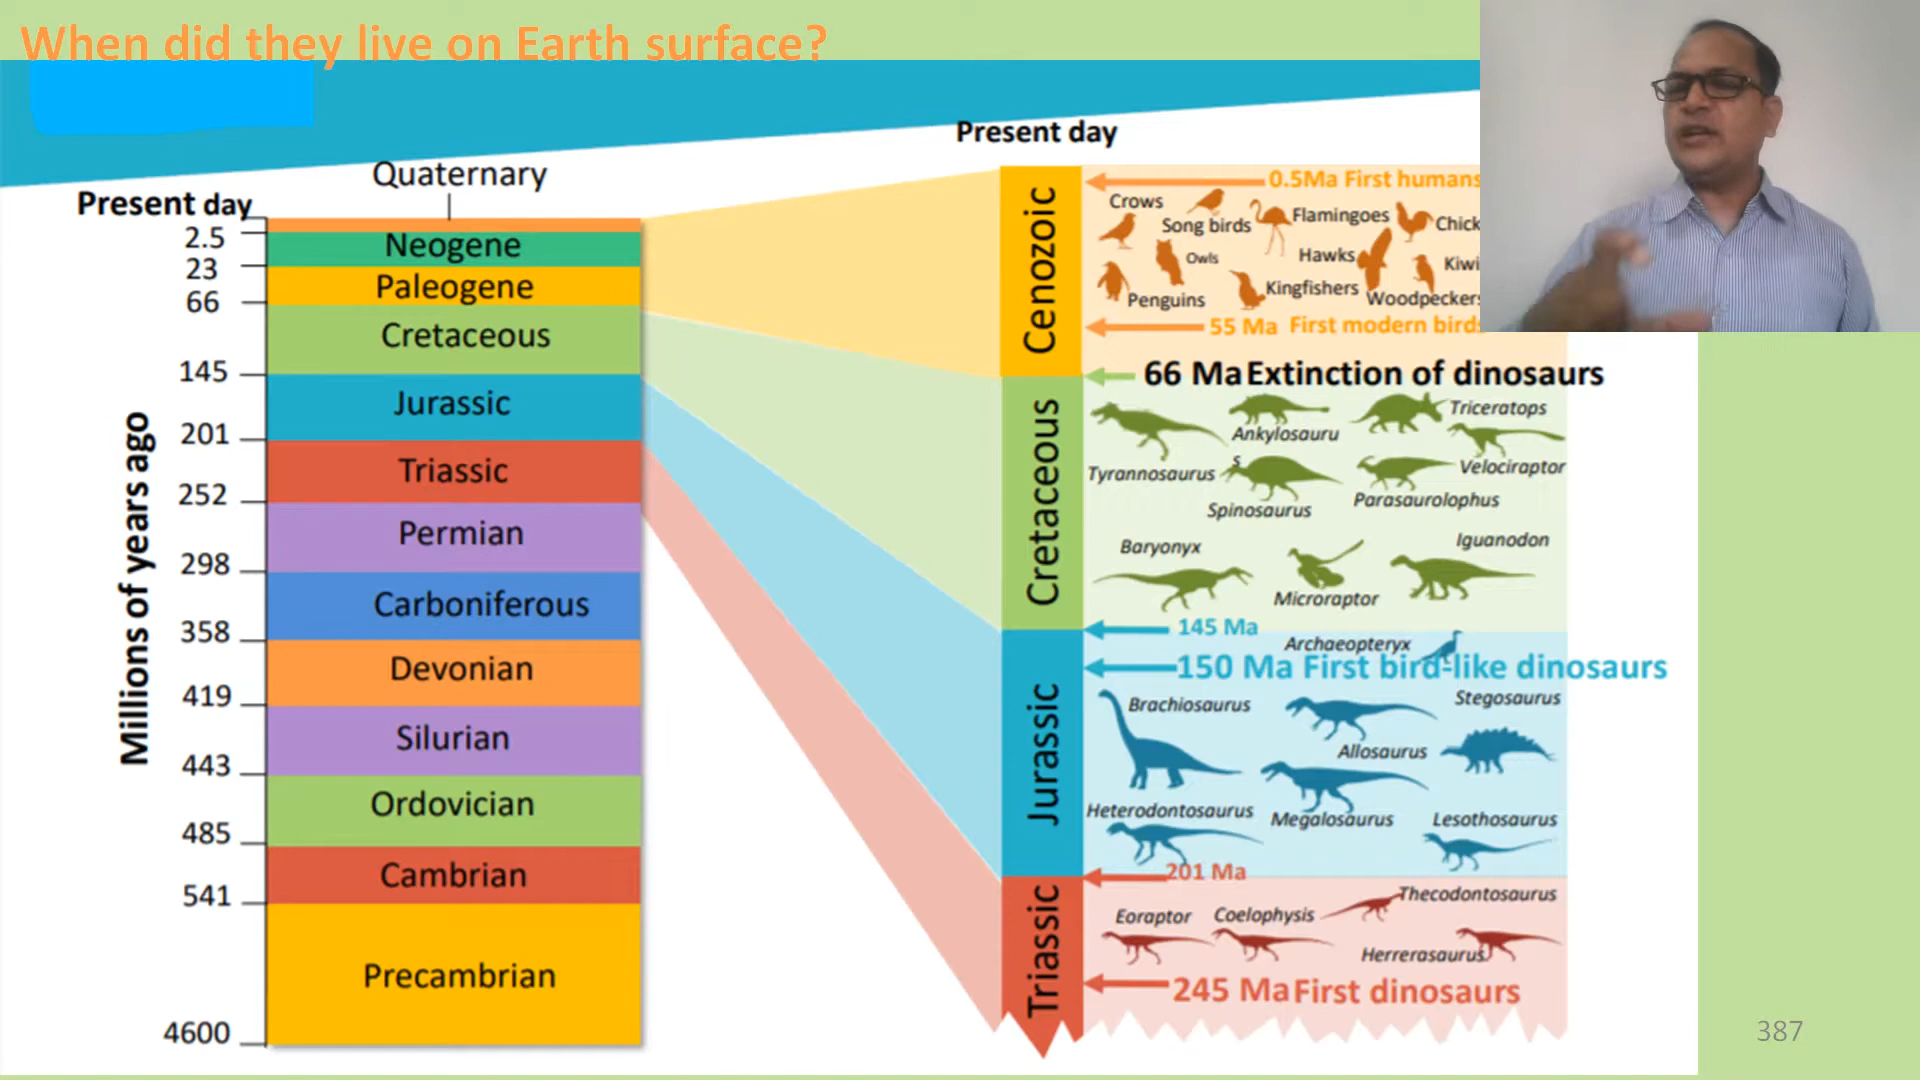 When did they live on Earth surface?
Present day
Quaternary
Present day
2.5
Neogene
23
Paleogene
66
Cretaceous
145
Jurassic
201
Triassic
252
Permian
298
Carboniferous
358
Devonian
419
Silurian
443
Ordovician
485
Cambrian
541
Precambrian
4600
Millions of years ago
Cenozoic
0.5Ma First humans
Crows
Song birds
Flamingoes
Chick
Owls
Hawks
Kiwi
Penguins
Kingfishers
Woodpeckers
55 Ma First modern birds
66 Ma Extinction of dinosaurs
Cretaceous
Triceratops
Ankylosauru
s
Tyrannosaurus
Velociraptor
Spinosaurus
Parasaurolophus
Baryonyx
Iguanodon
Microraptor
145 Ma
Archaeopteryx
150 Ma First bird-like dinosaurs
Jurassic
Brachiosaurus
Stegosaurus
Allosaurus
Heterodontosaurus
Megalosaurus
Lesothosaurus
201 Ma
Triassic
Thecodontosaurus
Eoraptor
Coelophysis
Herrerasaurus
245 Ma First dinosaurs
387